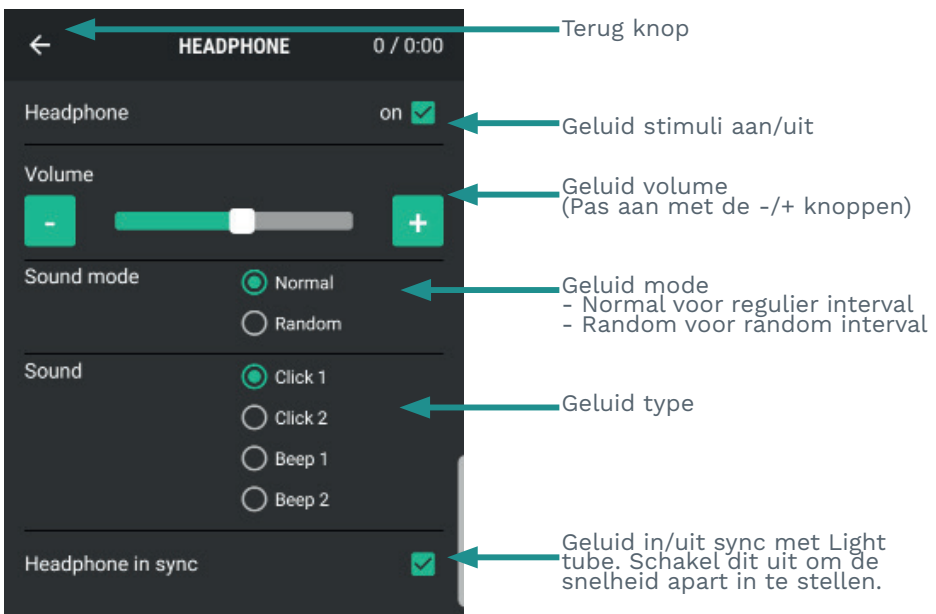 HEADPHONE
0 / 0:00
Terug knop
Headphone
on
Geluid stimuli aan/uit
Volume
-
+
Geluid volume
(Pas aan met de -/+ knoppen)
Sound mode
Normal
Random
Geluid mode
- Normal voor regulier interval
- Random voor random interval
Sound
Click 1
Click 2
Beep 1
Beep 2
Geluid type
Headphone in sync
Geluid in/uit sync met Light
tube. Schakel dit uit om de
snelheid apart in te stellen.